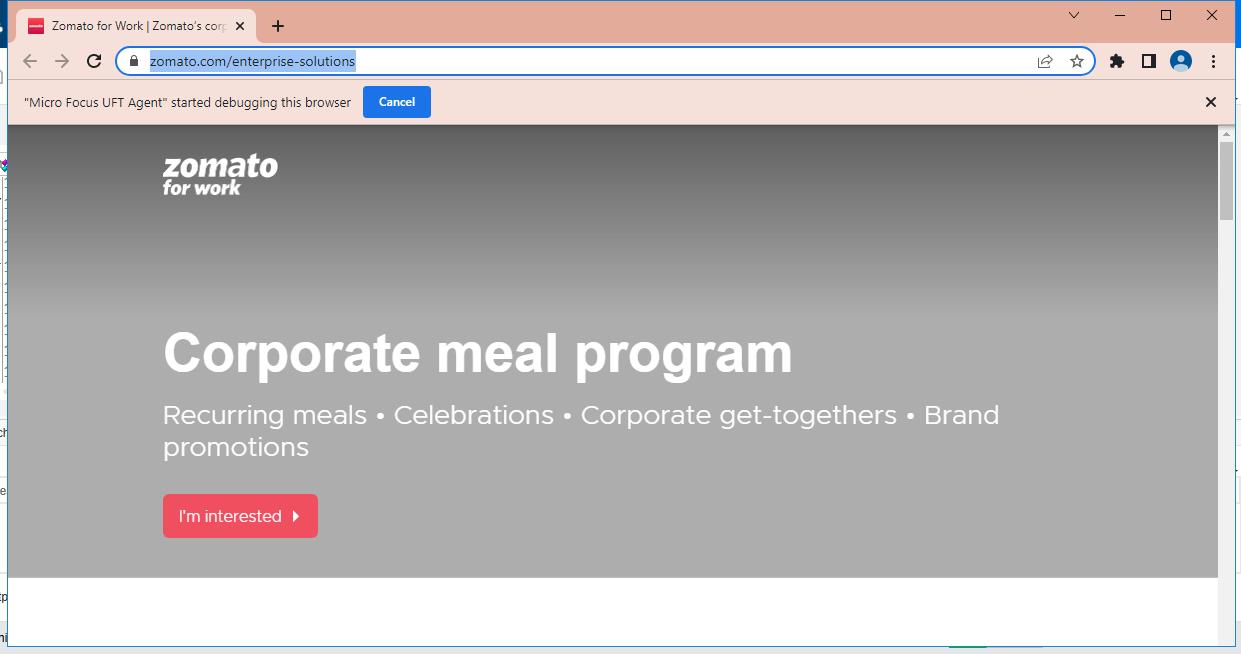 Zomato for Work | Zomato's corp
zomato.com/enterprise-solutions
"Micro Focus UFT Agent" started debugging this browser
Cancel
zomato
for work
Corporate meal program
Recurring meals • Celebrations • Corporate get-togethers • Brand
promotions
I'm interested